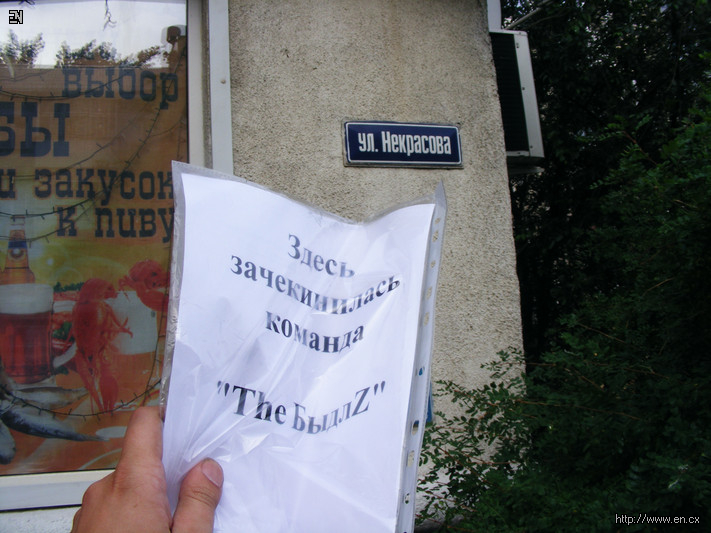 EN
выбор
БЫ
и закусок
к пиву
ул. Некрасова
Здесь
зачекинилась
команда
"The БыдлZ"
http://www.en.cx